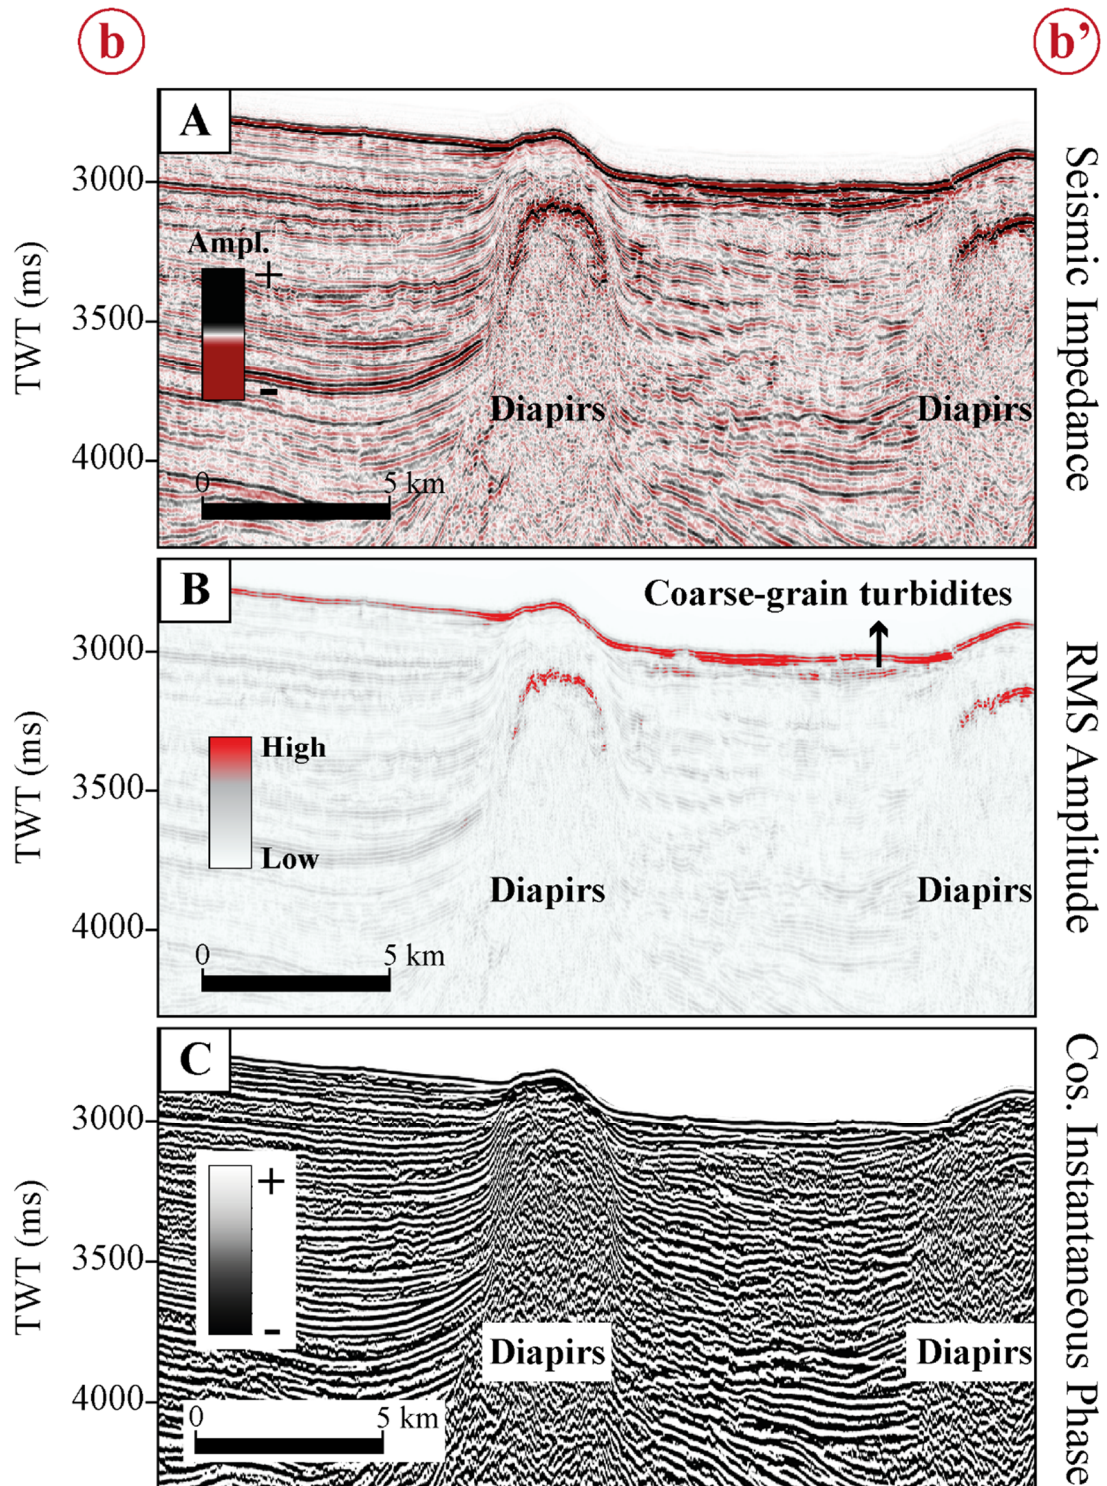 b
b’
A
3000
Ampl.
+
3500
-
Diapirs
Diapirs
4000
0
5 km
TWT (ms)
Seismic Impedance
B
Coarse-grain turbidites
3000
High
3500
Low
Diapirs
Diapirs
4000
0
5 km
TWT (ms)
RMS Amplitude
C
3000
+
3500
-
Diapirs
Diapirs
4000
0
5 km
TWT (ms)
Cos. Instantaneous Phase